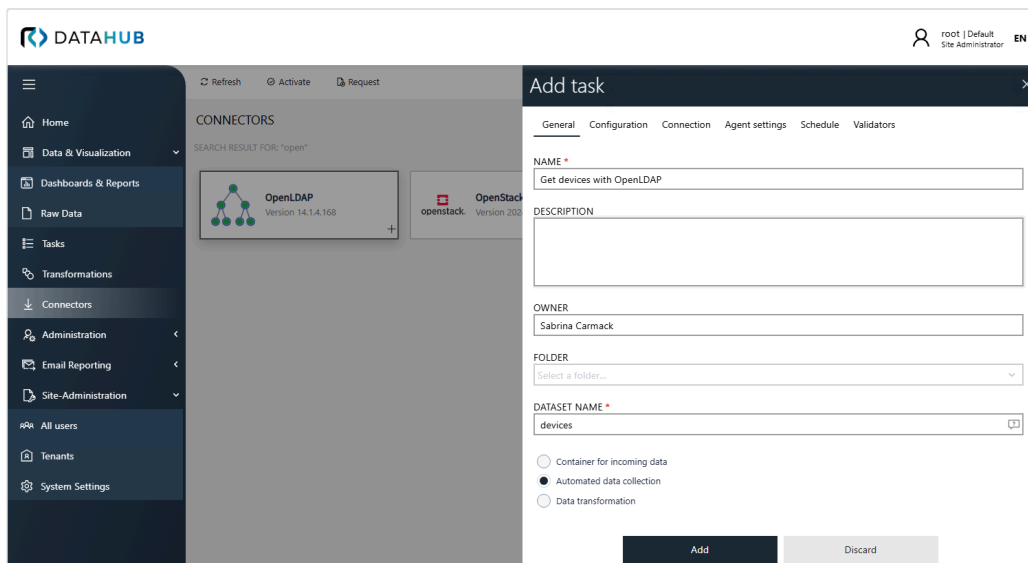 DATAHUB
root | Default
Site Administrator
EN
Home
Data & Visualization
Dashboards & Reports
Raw Data
Tasks
Transformations
Connectors
Administration
Email Reporting
Site-Administration
All users
Tenants
System Settings
Refresh Activate Request
CONNECTORS
SEARCH RESULT FOR: "open"
OpenLDAP
Version 14.1.4.168
openstack.
OpenStack
Version 202
Add task
General Configuration Connection Agent settings Schedule Validators
NAME *
Get devices with OpenLDAP
DESCRIPTION
OWNER
Sabrina Carmack
FOLDER
Select a folder...
DATASET NAME *
devices
Container for incoming data
Automated data collection
Data transformation
Add Discard